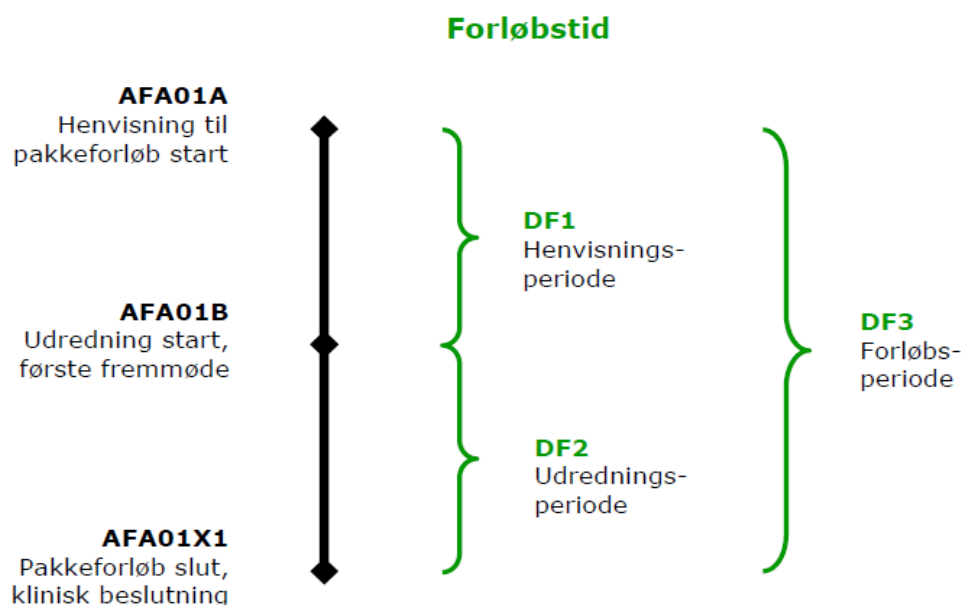 Forløbstid
AFA01A
Henvisning til
pakkeforløb start
DF1
Henvisnings-
periode
AFA01B
Udredning start,
første fremmøde
DF3
Forløbs-
periode
DF2
Udrednings-
periode
AFA01X1
Pakkeforløb slut,
klinisk beslutning